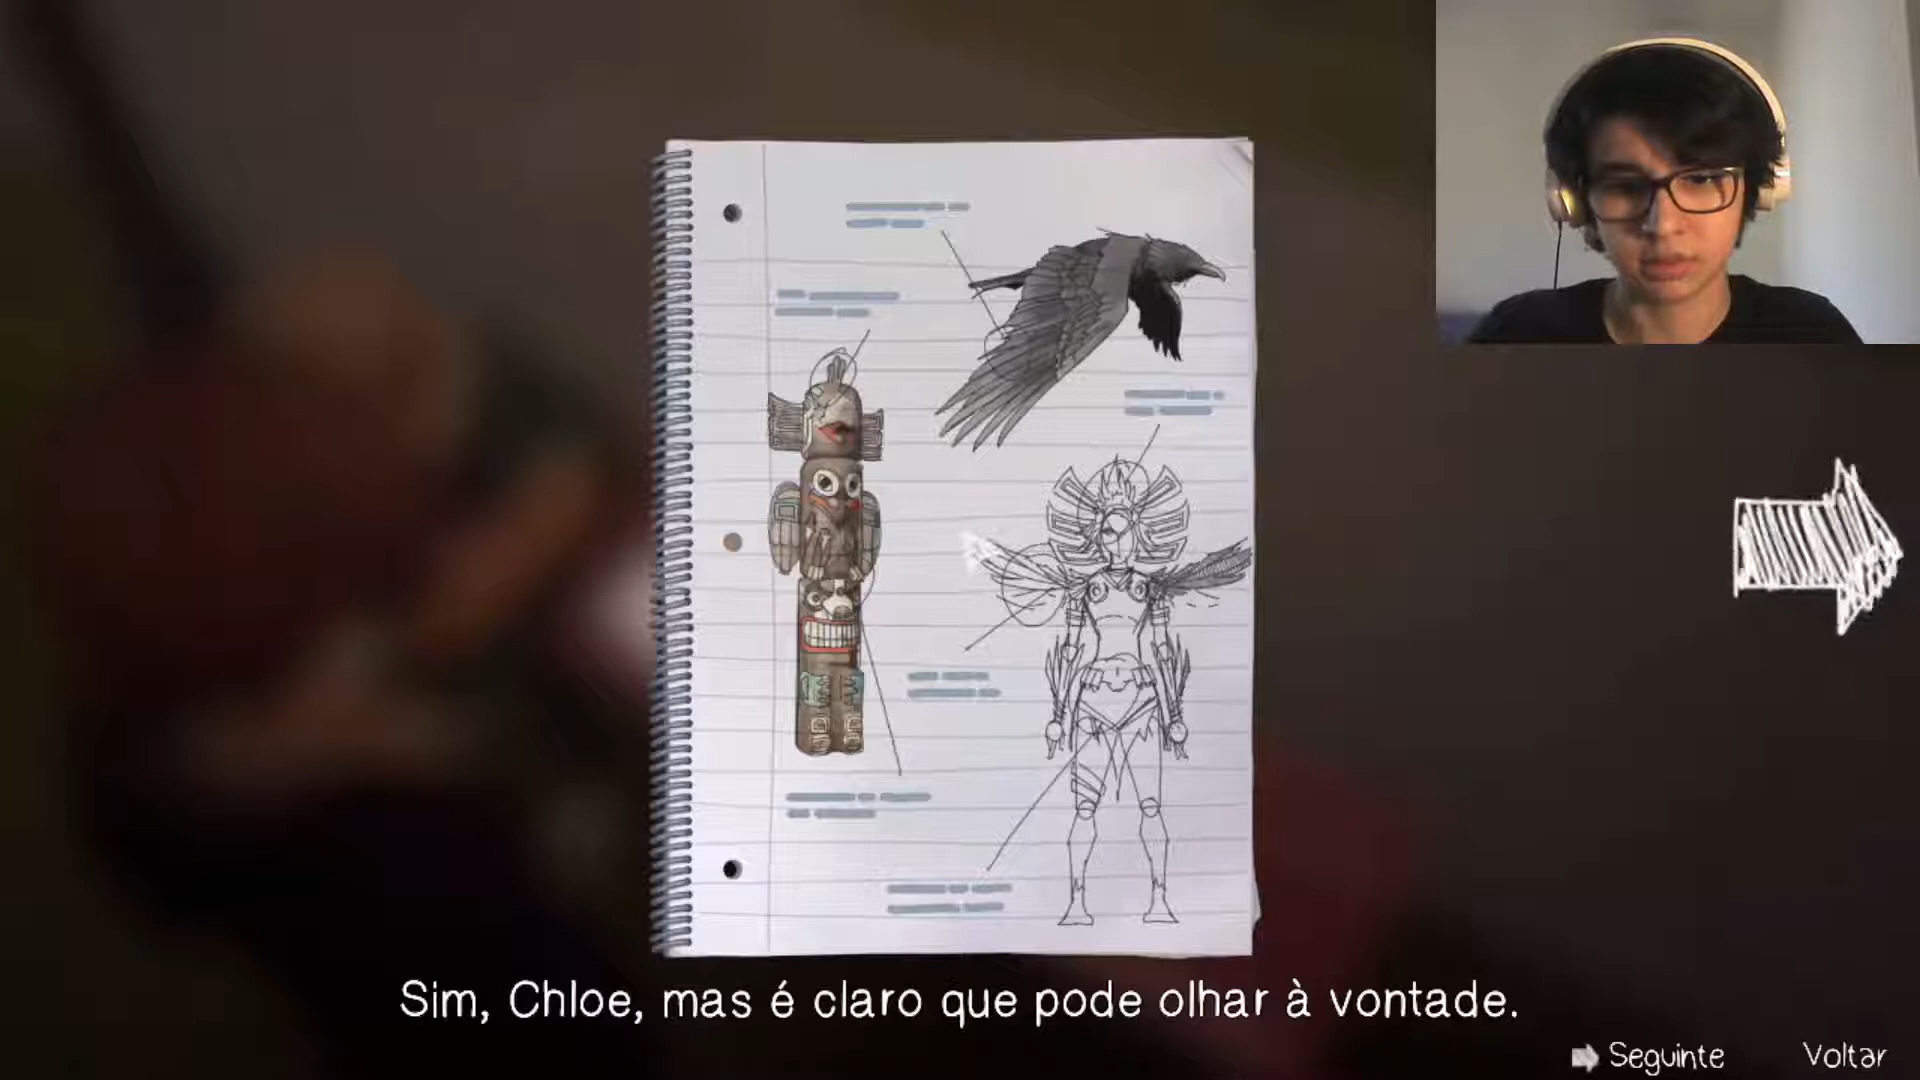 Sim, Chloe, mas é claro que pode olhar à vontade.
Seguinte
Voltar